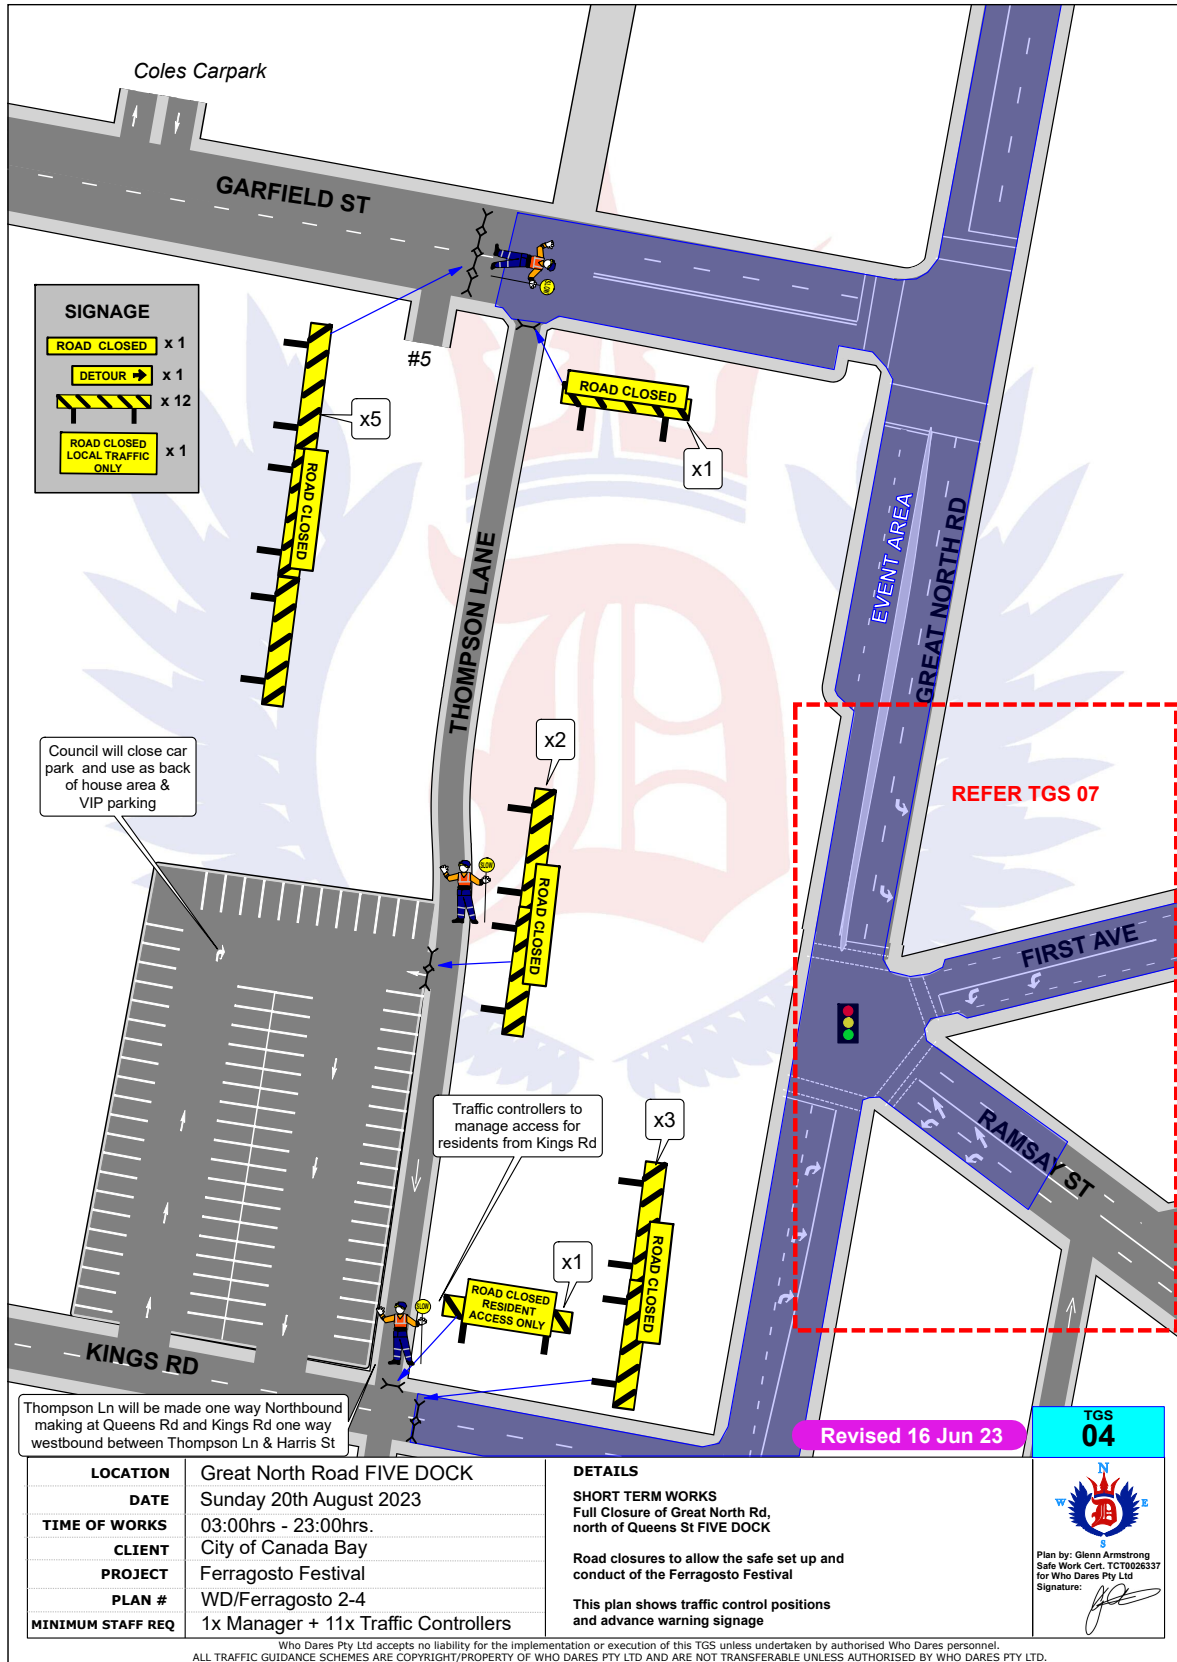 Coles Carpark
GARFIELD ST
SIGNAGE
ROAD CLOSED x 1
DETOUR x 1
x 12
ROAD CLOSED
LOCAL TRAFFIC
ONLY
x 1
#5
SLOW
ROAD CLOSED
x1
x5
ROAD CLOSED
THOMPSON LANE
EVENT AREA
GREAT NORTH RD
Council will close car
park and use as back
of house area &
VIP parking
x2
ROAD CLOSED
SLOW
REFER TGS 07
FIRST AVE
RAMSAY ST
Traffic controllers to
manage access for
residents from Kings Rd
x3
ROAD CLOSED
x1
ROAD CLOSED
RESIDENT
ACCESS ONLY
SLOW
KINGS RD
Thompson Ln will be made one way Northbound
making at Queens Rd and Kings Rd one way
westbound between Thompson Ln & Harris St
Revised 16 Jun 23
TGS
04
LOCATION Great North Road FIVE DOCK
DATE Sunday 20th August 2023
TIME OF WORKS 03:00hrs - 23:00hrs.
CLIENT City of Canada Bay
PROJECT Ferragosto Festival
PLAN # WD/Ferragosto 2-4
MINIMUM STAFF REQ 1x Manager + 11x Traffic Controllers
DETAILS
SHORT TERM WORKS
Full Closure of Great North Rd,
north of Queens St FIVE DOCK
Road closures to allow the safe set up and
conduct of the Ferragosto Festival
This plan shows traffic control positions
and advance warning signage
N
W E
D
S
Plan by: Glenn Armstrong
Safe Work Cert. TCT0026337
for Who Dares Pty Ltd
Signature:
Who Dares Pty Ltd accepts no liability for the implementation or execution of this TGS unless undertaken by authorised Who Dares personnel.
ALL TRAFFIC GUIDANCE SCHEMES ARE COPYRIGHT/PROPERTY OF WHO DARES PTY LTD AND ARE NOT TRANSFERABLE UNLESS AUTHORISED BY WHO DARES PTY LTD.